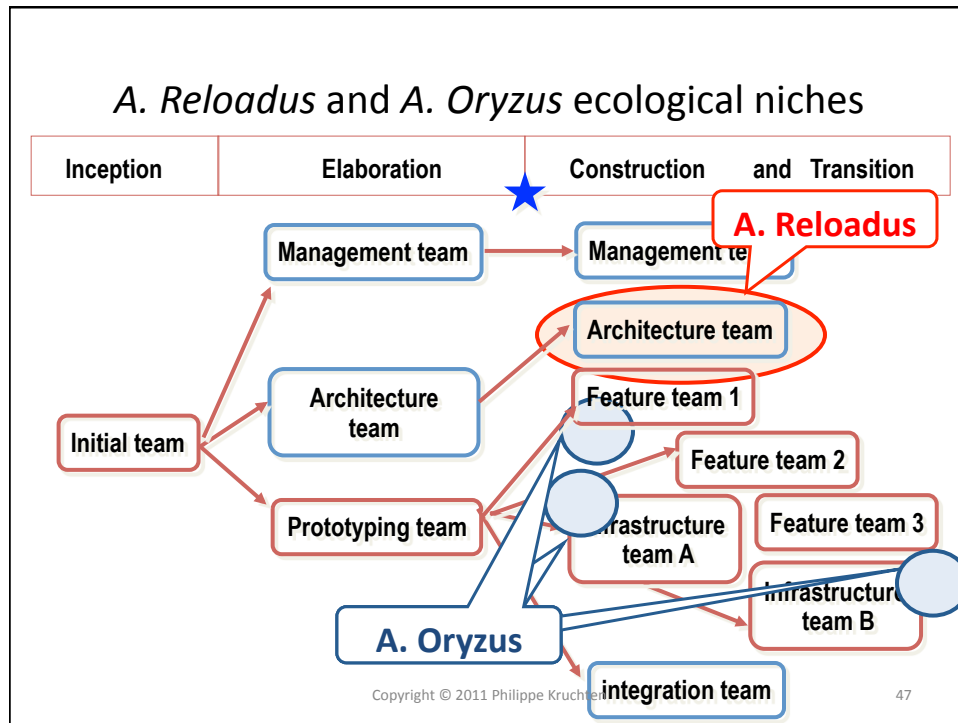 A. Reloadus and A. Oryzus ecological niches
Inception
Elaboration
Construction and Transition
A. Reloadus
Management team
Management te
Architecture team
Architecture
team
Feature team 1
Initial team
Feature team 2
Prototyping team
frastructure
team A
Feature team 3
Infrastructure
team B
A. Oryzus
integration team
Copyright © 2011 Philippe Kruchten
47